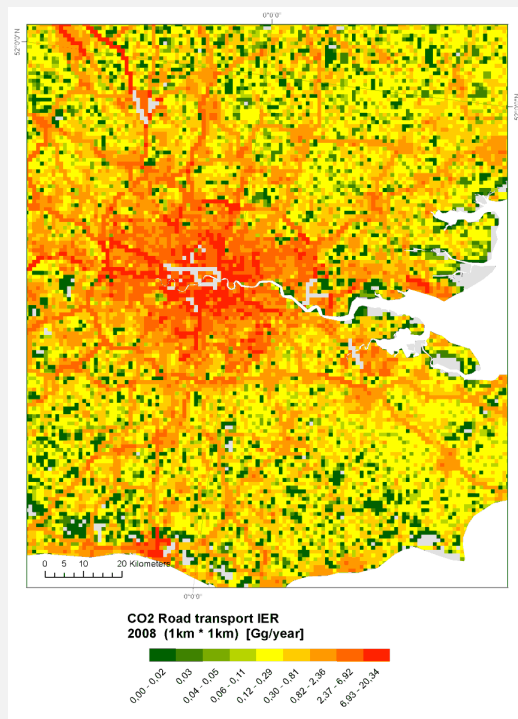 0°0'0"
52°0'0"N
52°0'0"N
0 5 10 20 Kilometers
0°0'0"
CO2 Road transport IER
2008 (1km * 1km) [Gg/year]
0,00 - 0,02
0,03
0,04 - 0,05
0,06 - 0,11
0,12 - 0,29
0,30 - 0,81
0,82 - 2,36
2,37 - 6,92
6,93 - 20,34